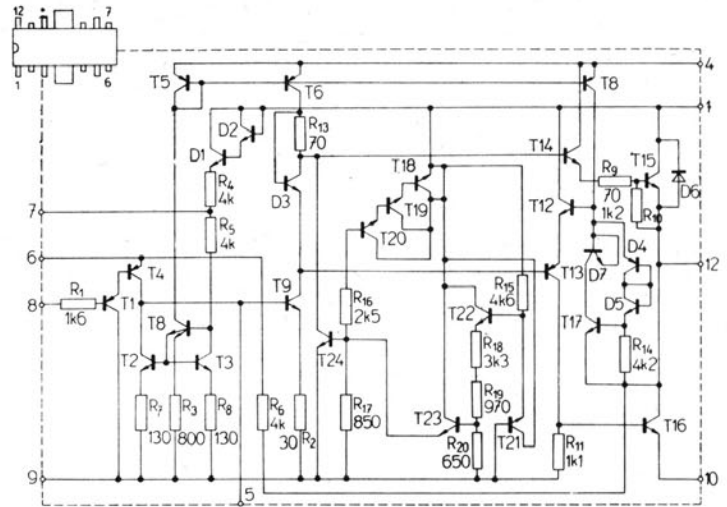 12 7
1 6
T5
T6
T8
4
1
D2
D1
R13
70
R4
4k
D3
T14
T18
R9
70
T15
D6
7
R5
4k
T19
T12
1k2
R10
T20
6
T4
D4
12
D7
T13
8
R1
1k6
T1
T9
R16
2k5
R15
4k6
D5
T8
T22
T17
T24
R18
3k3
R14
4k2
T2
T3
R19
970
R7
130
R3
800
R8
130
R6
4k
30
R2
R17
850
T23
R20
650
T21
R11
1k1
T16
9
5
10